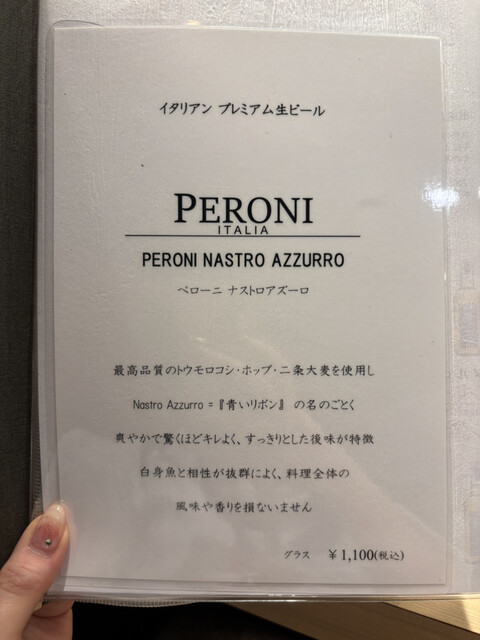 イタリアン プレミアム生ビール
PERONI
ITALIA
PERONI NASTRO AZZURRO
ペローニ ナストロアズーロ
最高品質のトウモロコシ・ホップ・二条大麦を使用し
Nastro Azzurro =『青いリボン』 の名のごとく
爽やかで驚くほどキレよく、すっきりとした後味が特徴
白身魚と相性が抜群によく、料理全体の
風味や香りを損ないません
グラス ￥1,100(税込)